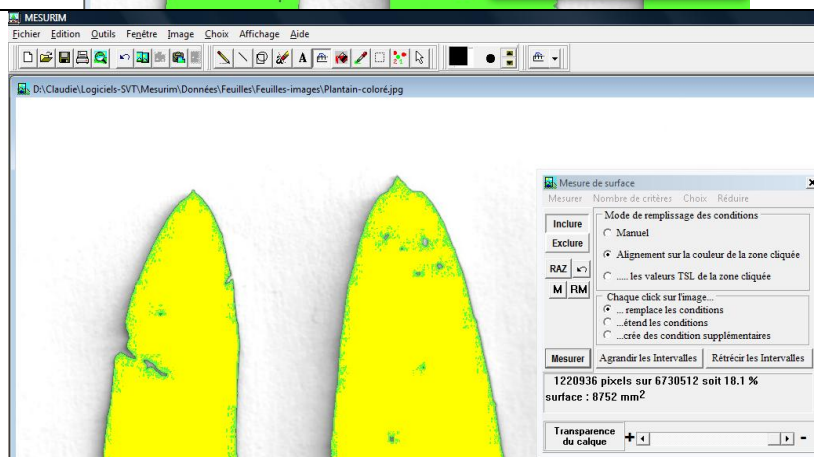 MESURIM
Fichier Edition Outils Fenêtre Image Choix Affichage Aide
A
D:\Claudie\Logiciels-SVT\Mesurim\Données\Feuilles\Feuilles-images\Plantain-coloré.jpg
Mesure de surface
Mesurer Nombre de critères Choix Réduire
Inclure
Exclure
RAZ
M RM
Mode de remplissage des conditions
Manuel
Alignement sur la couleur de la zone cliquée
..... les valeurs TSL de la zone cliquée
Chaque click sur l'image...
... remplace les conditions
...étend les conditions
...crée des condition supplémentaires
Mesurer Agrandir les Intervalles Rétrécir les Intervalles
1220936 pixels sur 6730512 soit 18.1 %
surface : 8752 mm2
Transparence
du calque + -